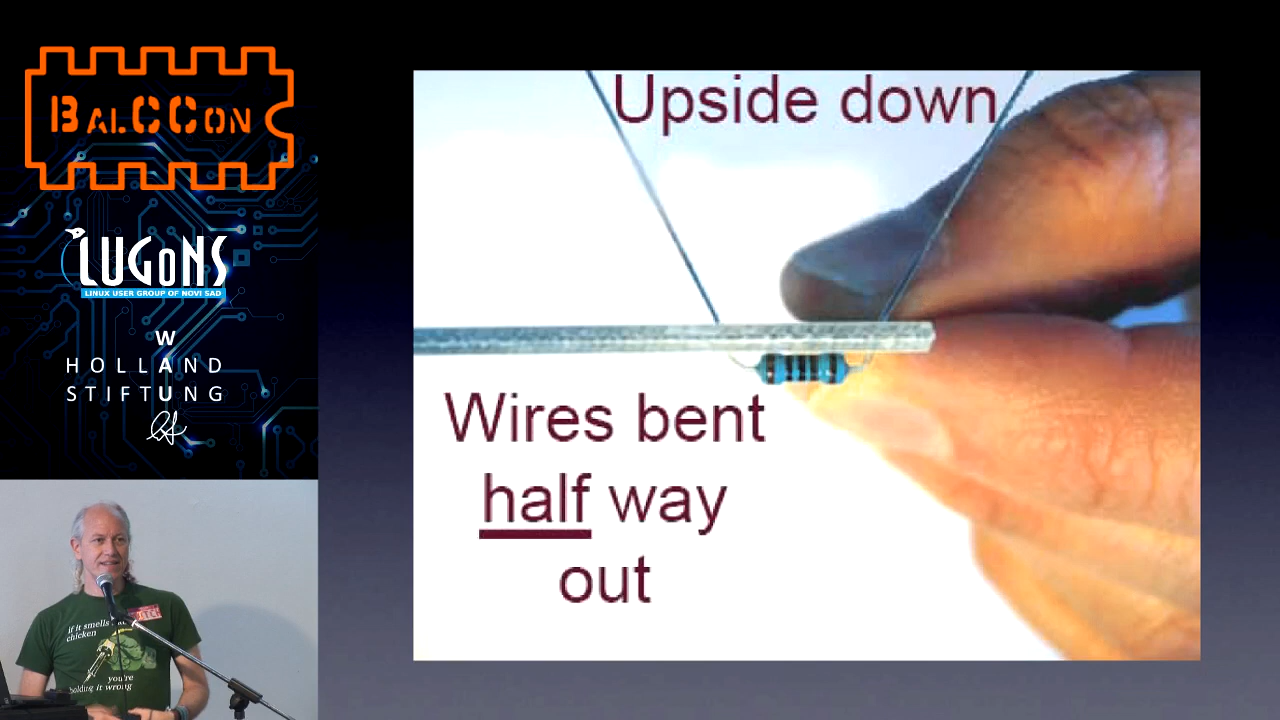 BALCCON
LUGONS
LINUX USER GROUP OF NOVI SAD
W
HOLLAND
STIFTUNG
if it smells like
chicken
you're
holding it wrong
Upside down
Wires bent
half way
out